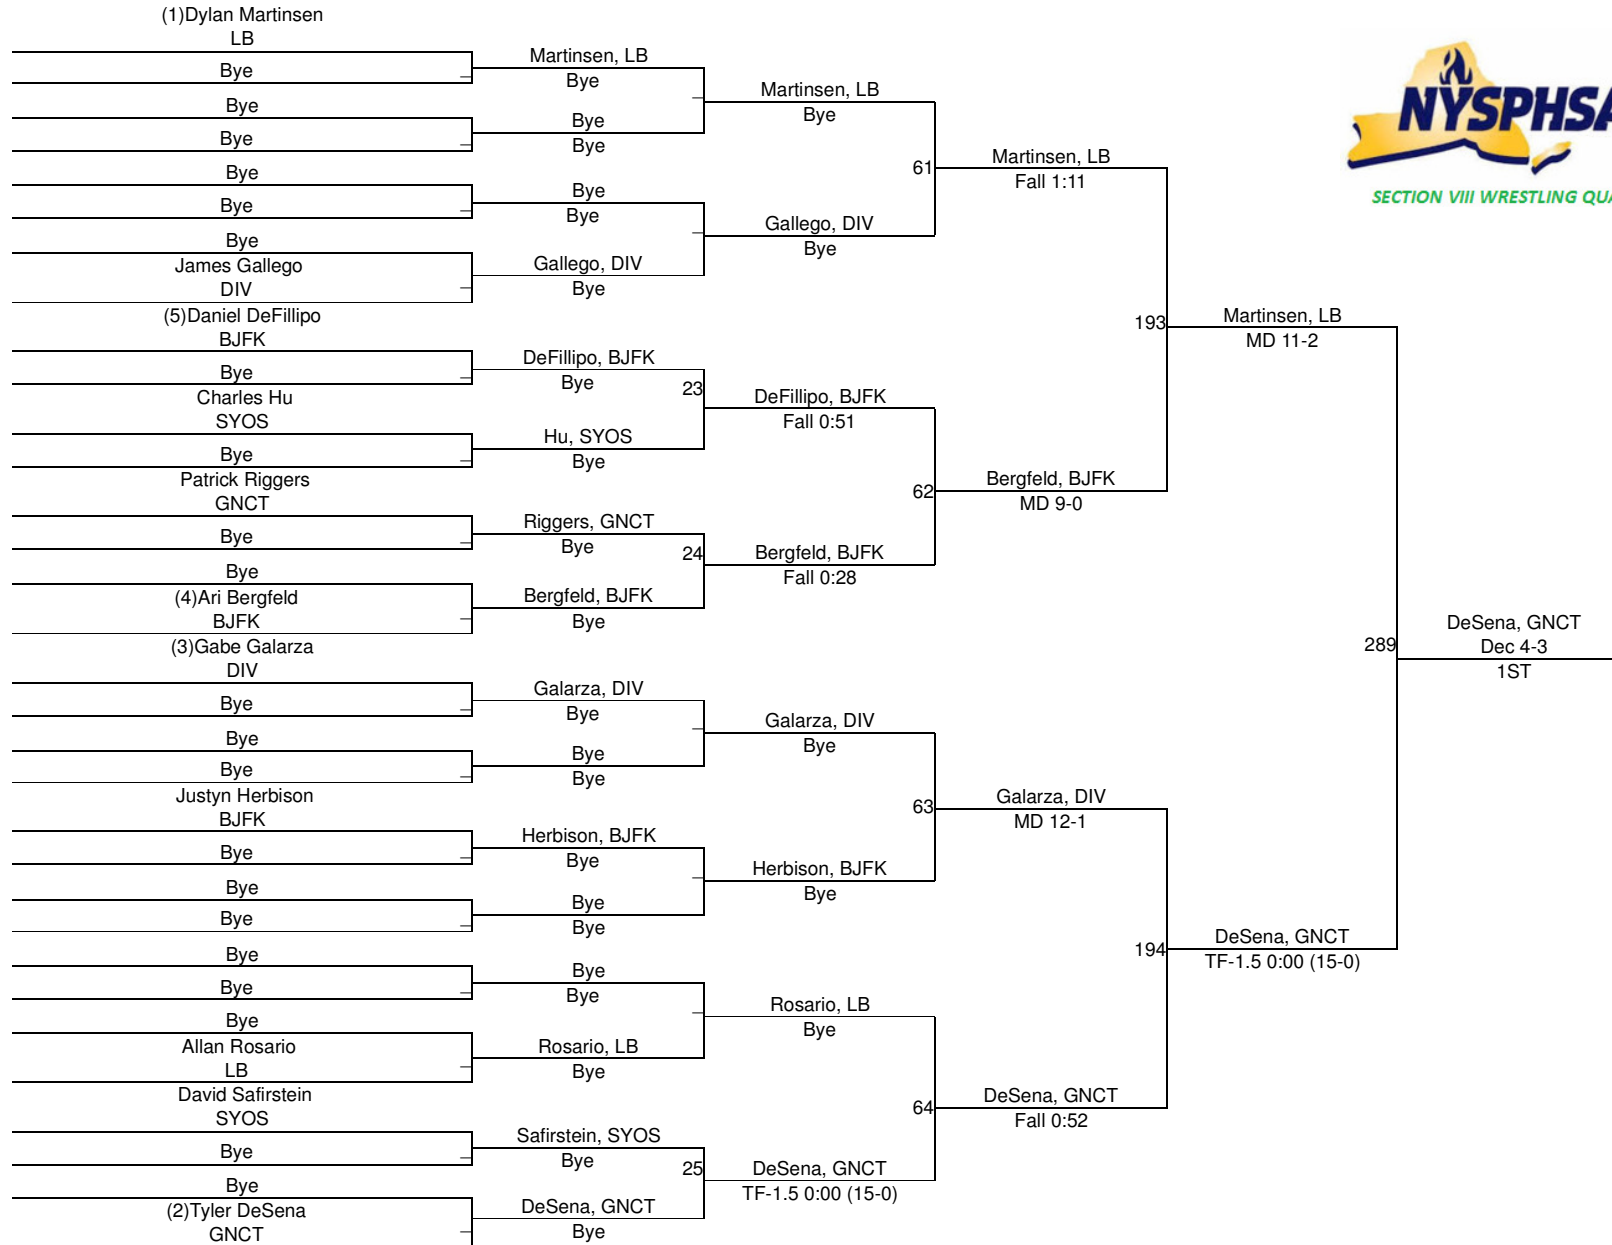 (1)Dylan Martinsen
LB
Bye
Bye
Bye
Bye
Bye
Bye
James Gallego
DIV
(5)Daniel DeFillipo
BJFK
Bye
Charles Hu
SYOS
Bye
Patrick Riggers
GNCT
Bye
Bye
(4)Ari Bergfeld
BJFK
(3)Gabe Galarza
DIV
Bye
Bye
Bye
Justyn Herbison
BJFK
Bye
Bye
Bye
Bye
Bye
Bye
Allan Rosario
LB
David Safirstein
SYOS
Bye
Bye
(2)Tyler DeSena
GNCT
Martinsen, LB
Bye
Bye
Bye
Bye
Bye
Gallego, DIV
Bye
DeFillipo, BJFK
Bye
23
Hu, SYOS
Bye
Riggers, GNCT
Bye
24
Bergfeld, BJFK
Bye
Galarza, DIV
Bye
Bye
Bye
Herbison, BJFK
Bye
Bye
Bye
Bye
Bye
Rosario, LB
Bye
Safirstein, SYOS
Bye
25
DeSena, GNCT
Bye
Martinsen, LB
Bye
61
Gallego, DIV
Bye
DeFillipo, BJFK
Fall 0:51
62
Bergfeld, BJFK
Fall 0:28
Galarza, DIV
Bye
63
Herbison, BJFK
Bye
Rosario, LB
Bye
64
DeSena, GNCT
TF-1.5 0:00 (15-0)
Martinsen, LB
Fall 1:11
193
Bergfeld, BJFK
MD 9-0
Galarza, DIV
MD 12-1
194
DeSena, GNCT
Fall 0:52
Martinsen, LB
MD 11-2
289
DeSena, GNCT
TF-1.5 0:00 (15-0)
DeSena, GNCT
Dec 4-3
1ST
NYSPHSA
SECTION VIII WRESTLING QUA